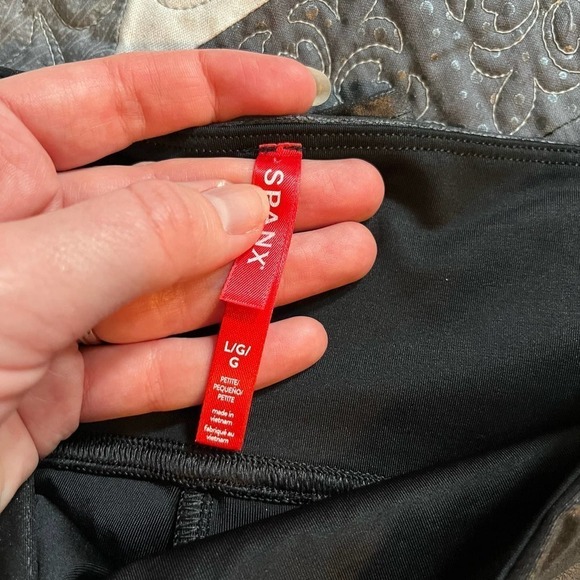 SPANX
L/G/
G
PETITE/
PEQUEÑO/
PETITE
made in
vietnam
fabriqué au
vietnam